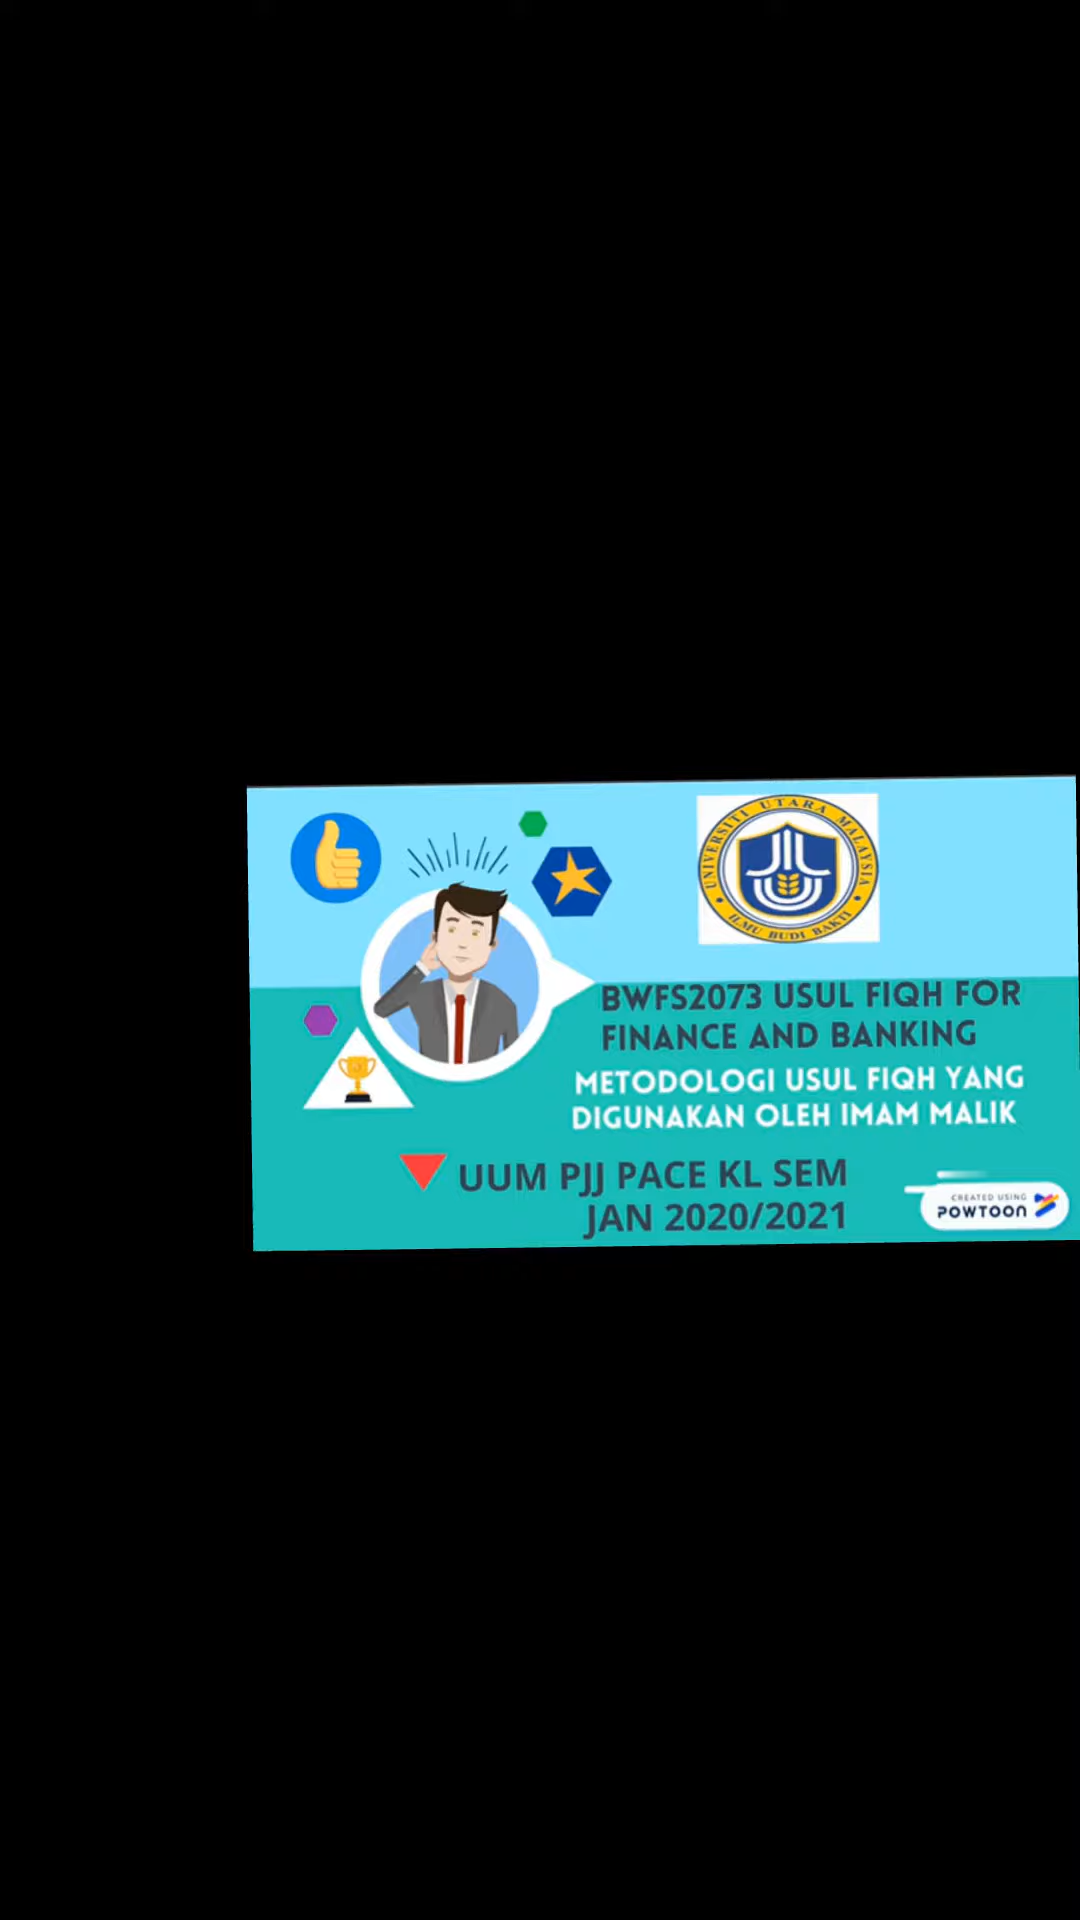 UNIVERSITI UTARA MALAYSIA
ILMU BUDI BAKTI
BWFS2073 USUL FIQH FOR
FINANCE AND BANKING
METODOLOGI USUL FIQH YANG
DIGUNAKAN OLEH IMAM MALIK
UUM PJJ PACE KL SEM
JAN 2020/2021
CREATED USING
POWTOON